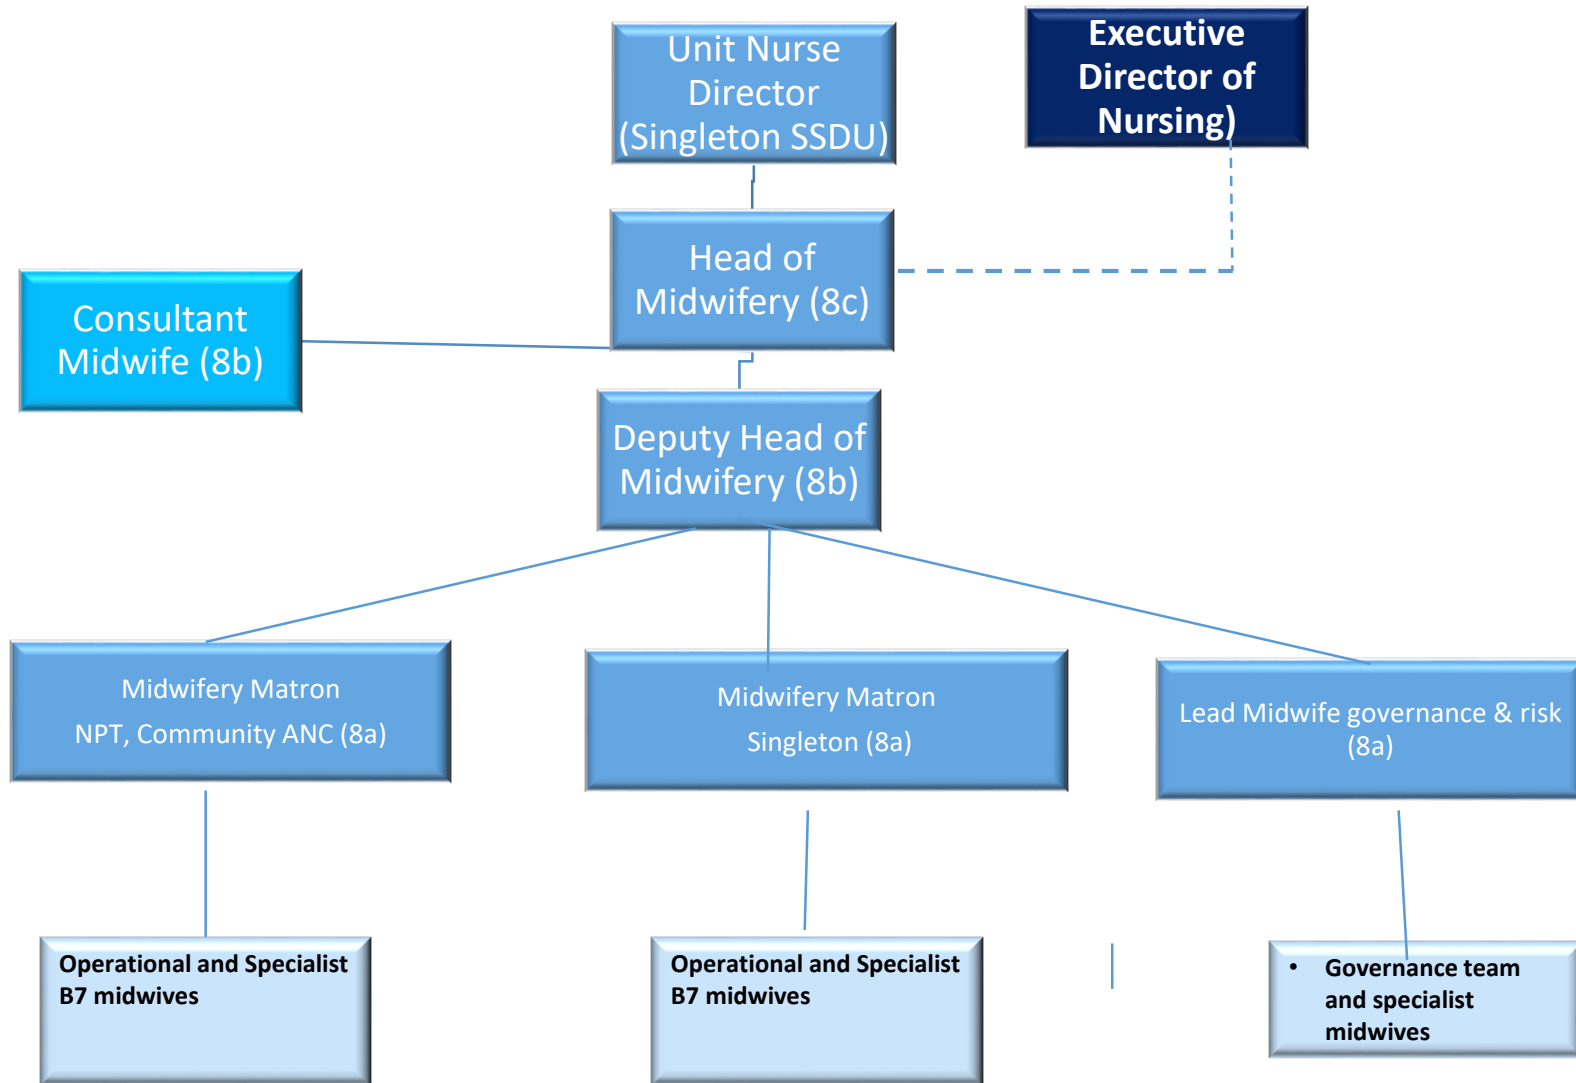 Unit Nurse
Director
(Singleton SSDU)
Executive
Director of
Nursing)
Head of
Midwifery (8c)
Consultant
Midwife (8b)
Deputy Head of
Midwifery (8b)
Midwifery Matron
NPT, Community ANC (8a)
Midwifery Matron
Singleton (8a)
Lead Midwife governance & risk
(8a)
Operational and Specialist
B7 midwives
Operational and Specialist
B7 midwives
• Governance team
and specialist
midwives